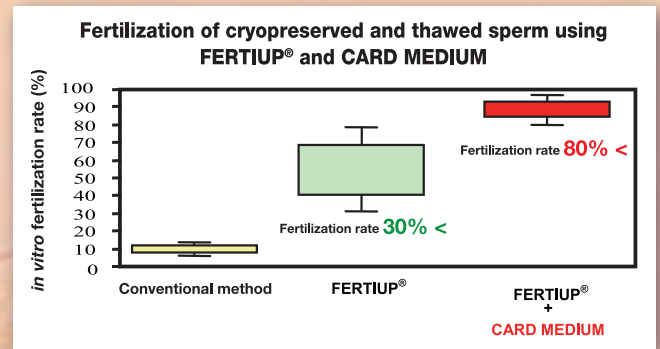 Fertilization of cryopreserved and thawed sperm using
FERTIUP® and CARD MEDIUM
in vitro fertilization rate (%)
100
90
80
70
60
50
40
30
20
10
0
Fertilization rate 80% <
Fertilization rate 30% <
Conventional method
FERTIUP®
FERTIUP®
+
CARD MEDIUM